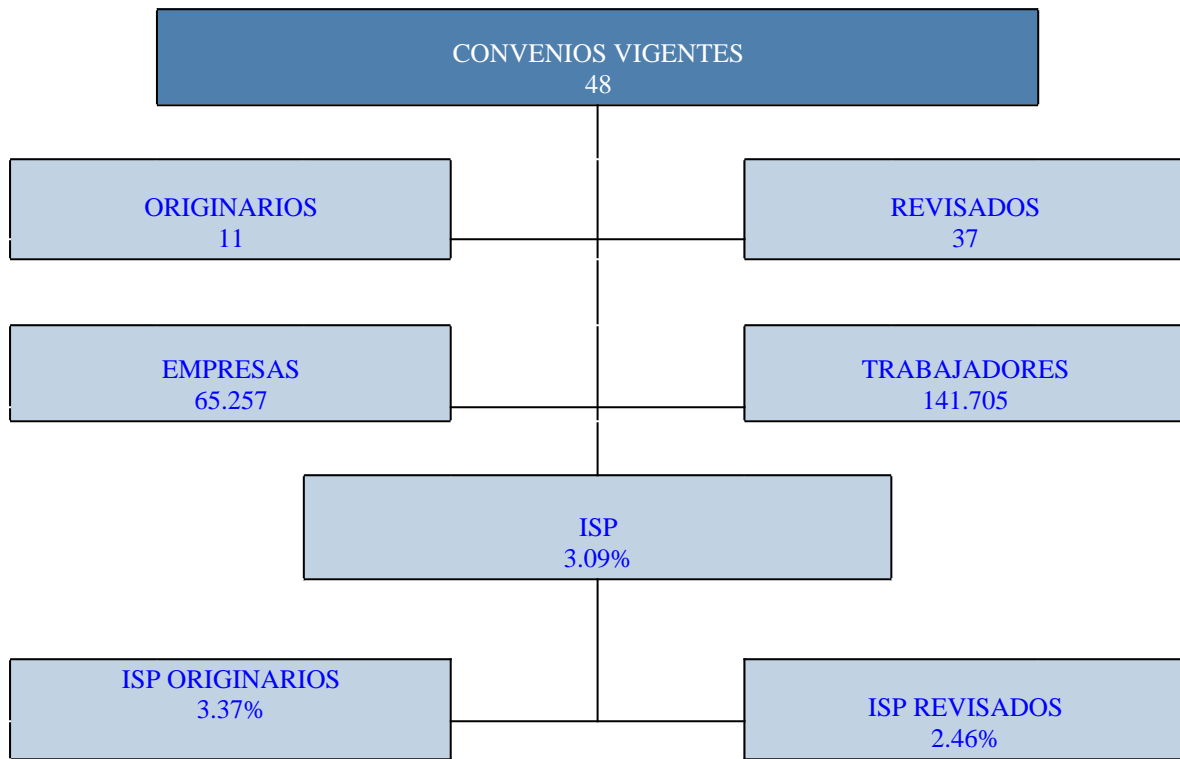 CONVENIOS VIGENTES
48
ORIGINARIOS
11
REVISADOS
37
EMPRESAS
65.257
TRABAJADORES
141.705
ISP
3.09%
ISP ORIGINARIOS
3.37%
ISP REVISADOS
2.46%